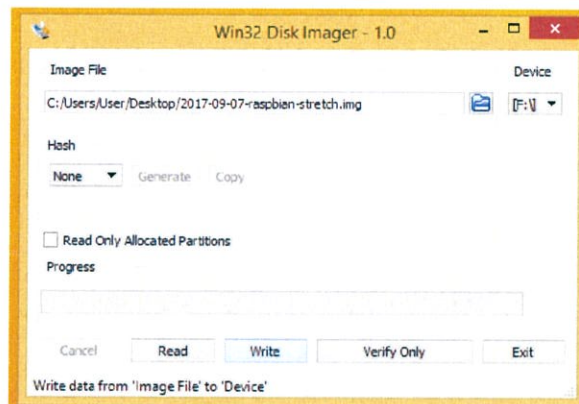 Win32 Disk Imager - 1.0
Image File
Device
C:/Users/User/Desktop/2017-09-07-raspbian-stretch.img
[F:\]
Hash
None Generate Copy
Read Only Allocated Partitions
Progress
Cancel Read Write Verify Only Exit
Write data from 'Image File' to 'Device'